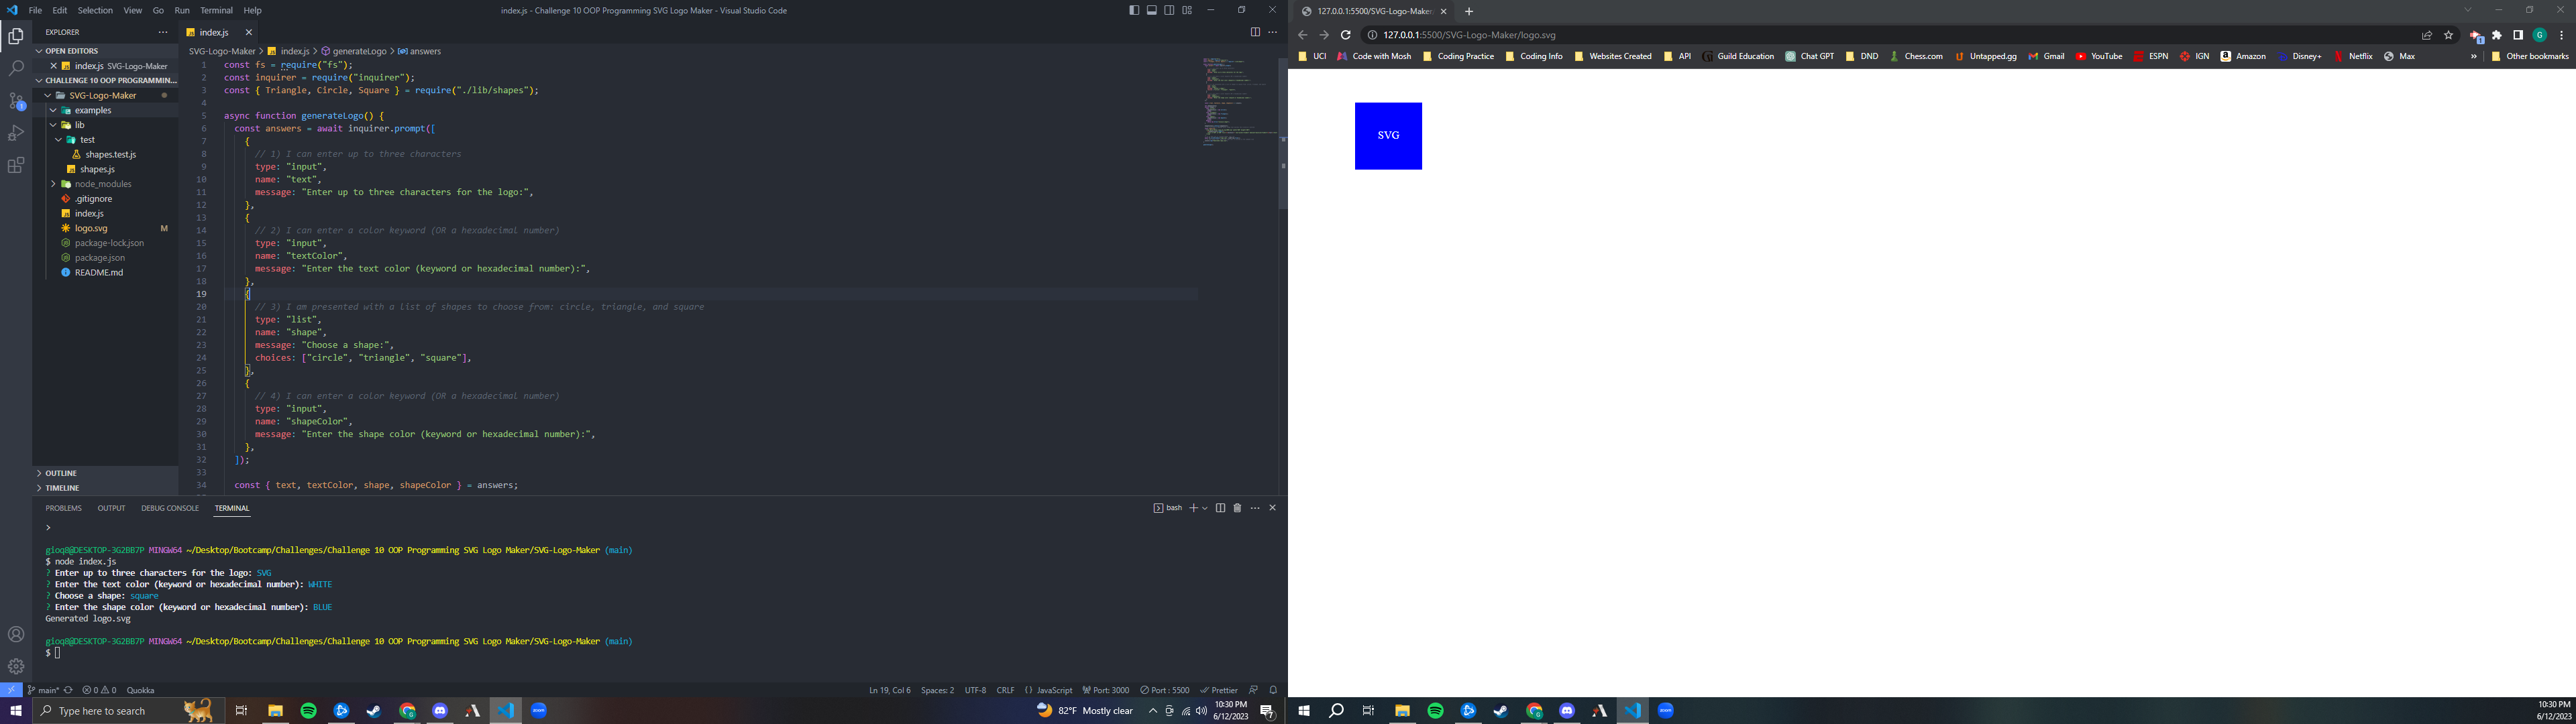 File Edit Selection View Go Run Terminal Help
index.js - Challenge 10 OOP Programming SVG Logo Maker - Visual Studio Code
EXPLORER
OPEN EDITORS
index.js SVG-Logo-Maker
CHALLENGE 10 OOP PROGRAMMIN...
SVG-Logo-Maker
examples
lib
test
shapes.test.js
shapes.js
node_modules
.gitignore
index.js
logo.svg M
package-lock.json
package.json
README.md
OUTLINE
TIMELINE
1
index.js
SVG-Logo-Maker > index.js > generateLogo > answers
1 const fs = require("fs");
2 const inquirer = require("inquirer");
3 const { Triangle, Circle, Square } = require("./lib/shapes");
4
5 async function generateLogo() {
6 const answers = await inquirer.prompt([
7 {
8 // 1) I can enter up to three characters
9 type: "input",
10 name: "text",
11 message: "Enter up to three characters for the logo:",
12 },
13 {
14 // 2) I can enter a color keyword (OR a hexadecimal number)
15 type: "input",
16 name: "textColor",
17 message: "Enter the text color (keyword or hexadecimal number):",
18 },
19 {
20 // 3) I am presented with a list of shapes to choose from: circle, triangle, and square
21 type: "list",
22 name: "shape",
23 message: "Choose a shape:",
24 choices: ["circle", "triangle", "square"],
25 },
26 {
27 // 4) I can enter a color keyword (OR a hexadecimal number)
28 type: "input",
29 name: "shapeColor",
30 message: "Enter the shape color (keyword or hexadecimal number):",
31 },
32 ]);
33
34 const { text, textColor, shape, shapeColor } = answers;
PROBLEMS OUTPUT DEBUG CONSOLE TERMINAL
bash
>
gioq8@DESKTOP-3G2BB7P MINGW64 ~/Desktop/Bootcamp/Challenges/Challenge 10 OOP Programming SVG Logo Maker/SVG-Logo-Maker (main)
$ node index.js
? Enter up to three characters for the logo: SVG
? Enter the text color (keyword or hexadecimal number): WHITE
? Choose a shape: square
? Enter the shape color (keyword or hexadecimal number): BLUE
Generated logo.svg
gioq8@DESKTOP-3G2BB7P MINGW64 ~/Desktop/Bootcamp/Challenges/Challenge 10 OOP Programming SVG Logo Maker/SVG-Logo-Maker (main)
$
main* 0 0 Quokka
Ln 19, Col 6 Spaces: 2 UTF-8 CRLF {} JavaScript Port: 3000 Port : 5500 Prettier
Type here to search
zoom
82°F Mostly clear
10:30 PM
6/12/2023
7
127.0.0.1:5500/SVG-Logo-Maker
127.0.0.1:5500/SVG-Logo-Maker/logo.svg
1
G
UCI Code with Mosh Coding Practice Coding Info Websites Created API Guild Education Chat GPT DND Chess.com Untapped.gg Gmail YouTube ESPN IGN Amazon Disney+ Netflix Max » Other bookmarks
SVG
zoom
10:30 PM
6/12/2023